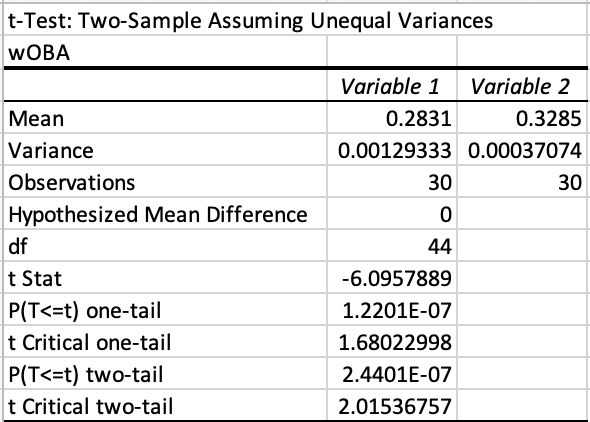 t-Test: Two-Sample Assuming Unequal Variances
wOBA
Variable 1 Variable 2
Mean 0.2831 0.3285
Variance 0.00129333 0.00037074
Observations 30 30
Hypothesized Mean Difference 0
df 44
t Stat -6.0957889
P(T<=t) one-tail 1.2201E-07
t Critical one-tail 1.68022998
P(T<=t) two-tail 2.4401E-07
t Critical two-tail 2.01536757